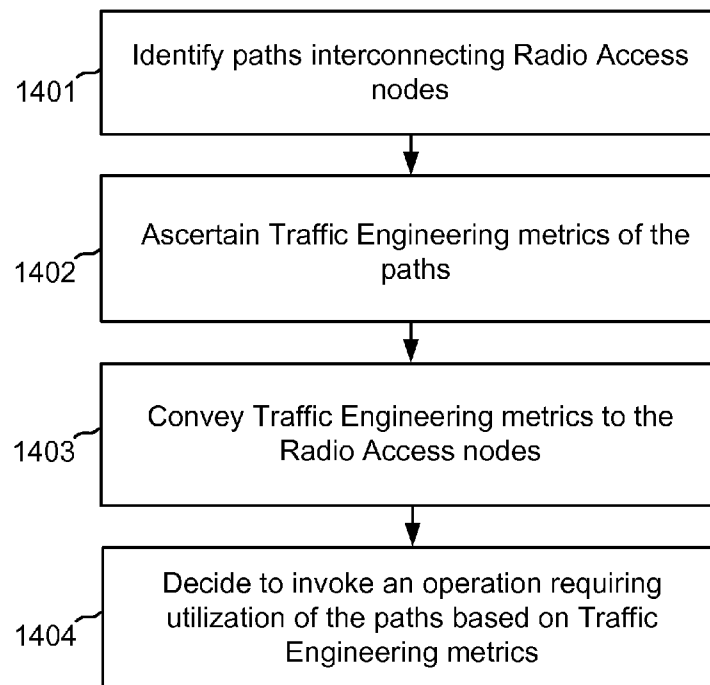 Identify paths interconnecting Radio Access
nodes
1401
Ascertain Traffic Engineering metrics of the
paths
1402
Convey Traffic Engineering metrics to the
Radio Access nodes
1403
Decide to invoke an operation requiring
utilization of the paths based on Traffic
Engineering metrics
1404